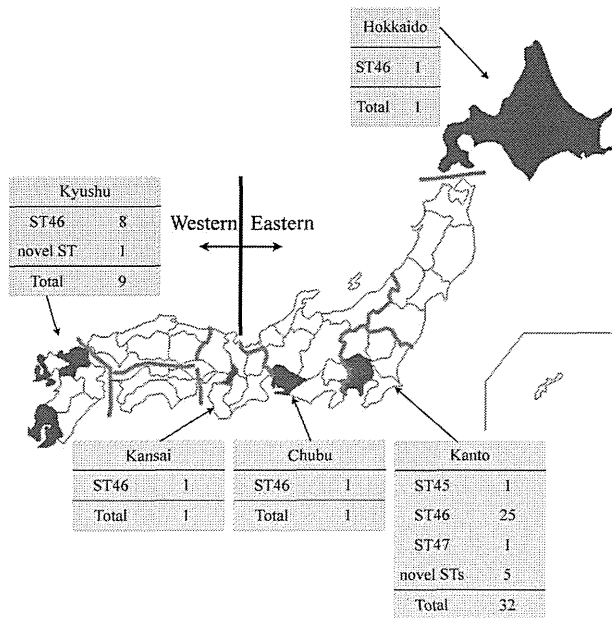 Hokkaido
ST46 1
Total 1
Kyushu
ST46 8
novel ST 1
Total 9
Western Eastern
Kansai
ST46 1
Total 1
Chubu
ST46 1
Total 1
Kanto
ST45 1
ST46 25
ST47 1
novel STs 5
Total 32